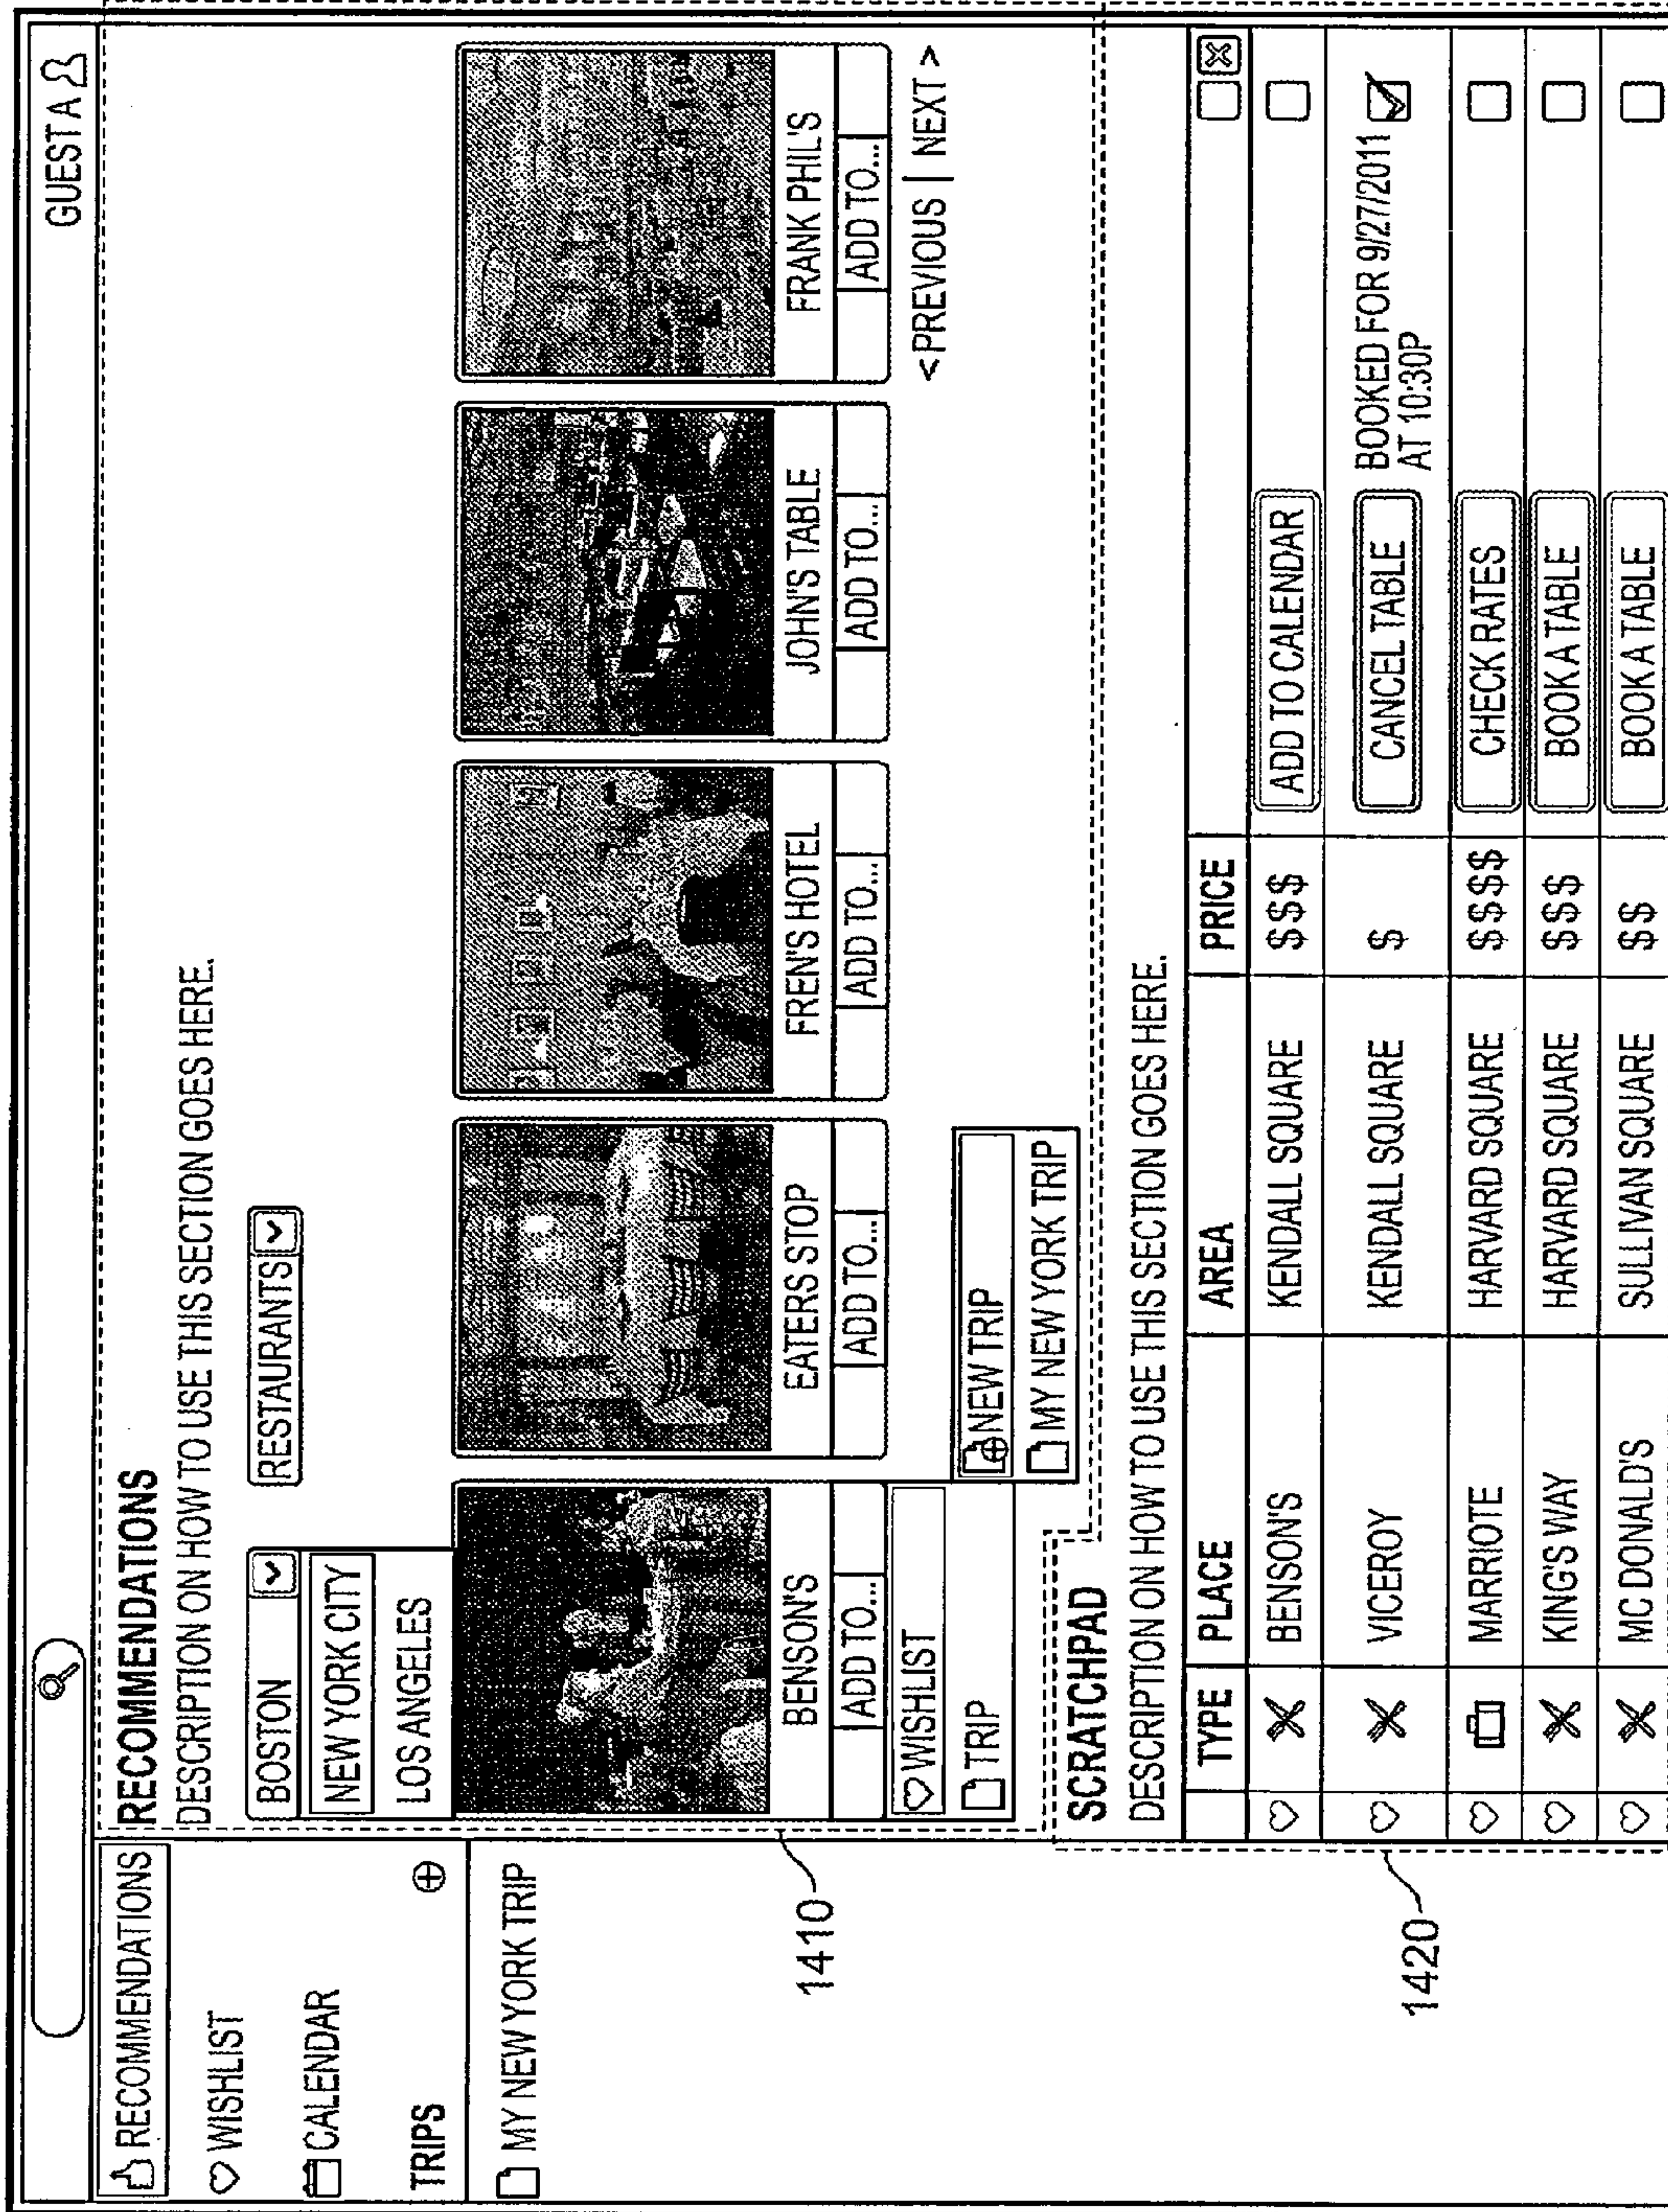 GUEST A
RECOMMENDATIONS
WISHLIST
CALENDAR
TRIPS
MY NEW YORK TRIP
RECOMMENDATIONS
DESCRIPTION ON HOW TO USE THIS SECTION GOES HERE.
BOSTON
RESTAURANTS
NEW YORK CITY
LOS ANGELES
BENSON'S
EATERS STOP
FREN'S HOTEL
JOHN'S TABLE
FRANK PHIL'S
ADD TO... ADD TO... ADD TO... ADD TO... ADD TO...
WISHLIST
TRIP
NEW TRIP
MY NEW YORK TRIP
<PREVIOUS | NEXT >
1410
SCRATCHPAD
DESCRIPTION ON HOW TO USE THIS SECTION GOES HERE.
TYPE PLACE AREA PRICE
BENSON'S KENDALL SQUARE $$$ ADD TO CALENDAR
VICEROY KENDALL SQUARE $ CANCEL TABLE BOOKED FOR 9/27/2011
AT 10:30P
MARRIOTE HARVARD SQUARE $$$$ CHECK RATES
KING'S WAY HARVARD SQUARE $$$ BOOK A TABLE
MC DONALD'S SULLIVAN SQUARE $$ BOOK A TABLE
1420